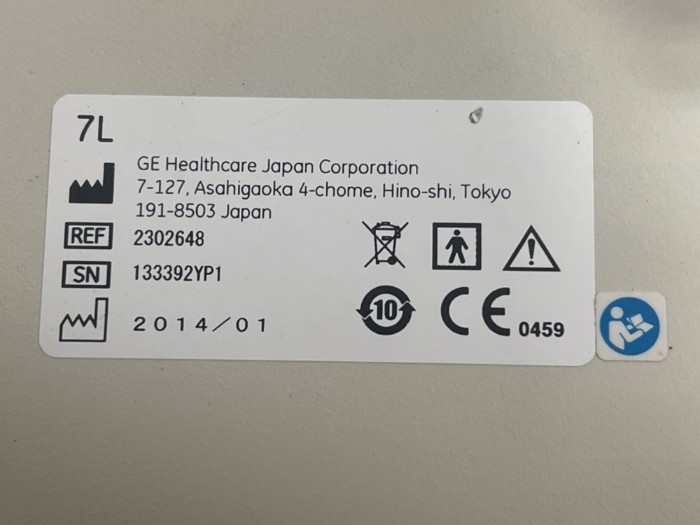 7L
GE Healthcare Japan Corporation
7-127, Asahigaoka 4-chome, Hino-shi, Tokyo
191-8503 Japan
REF 2302648
SN 133392YP1
2014/01
10
CE 0459